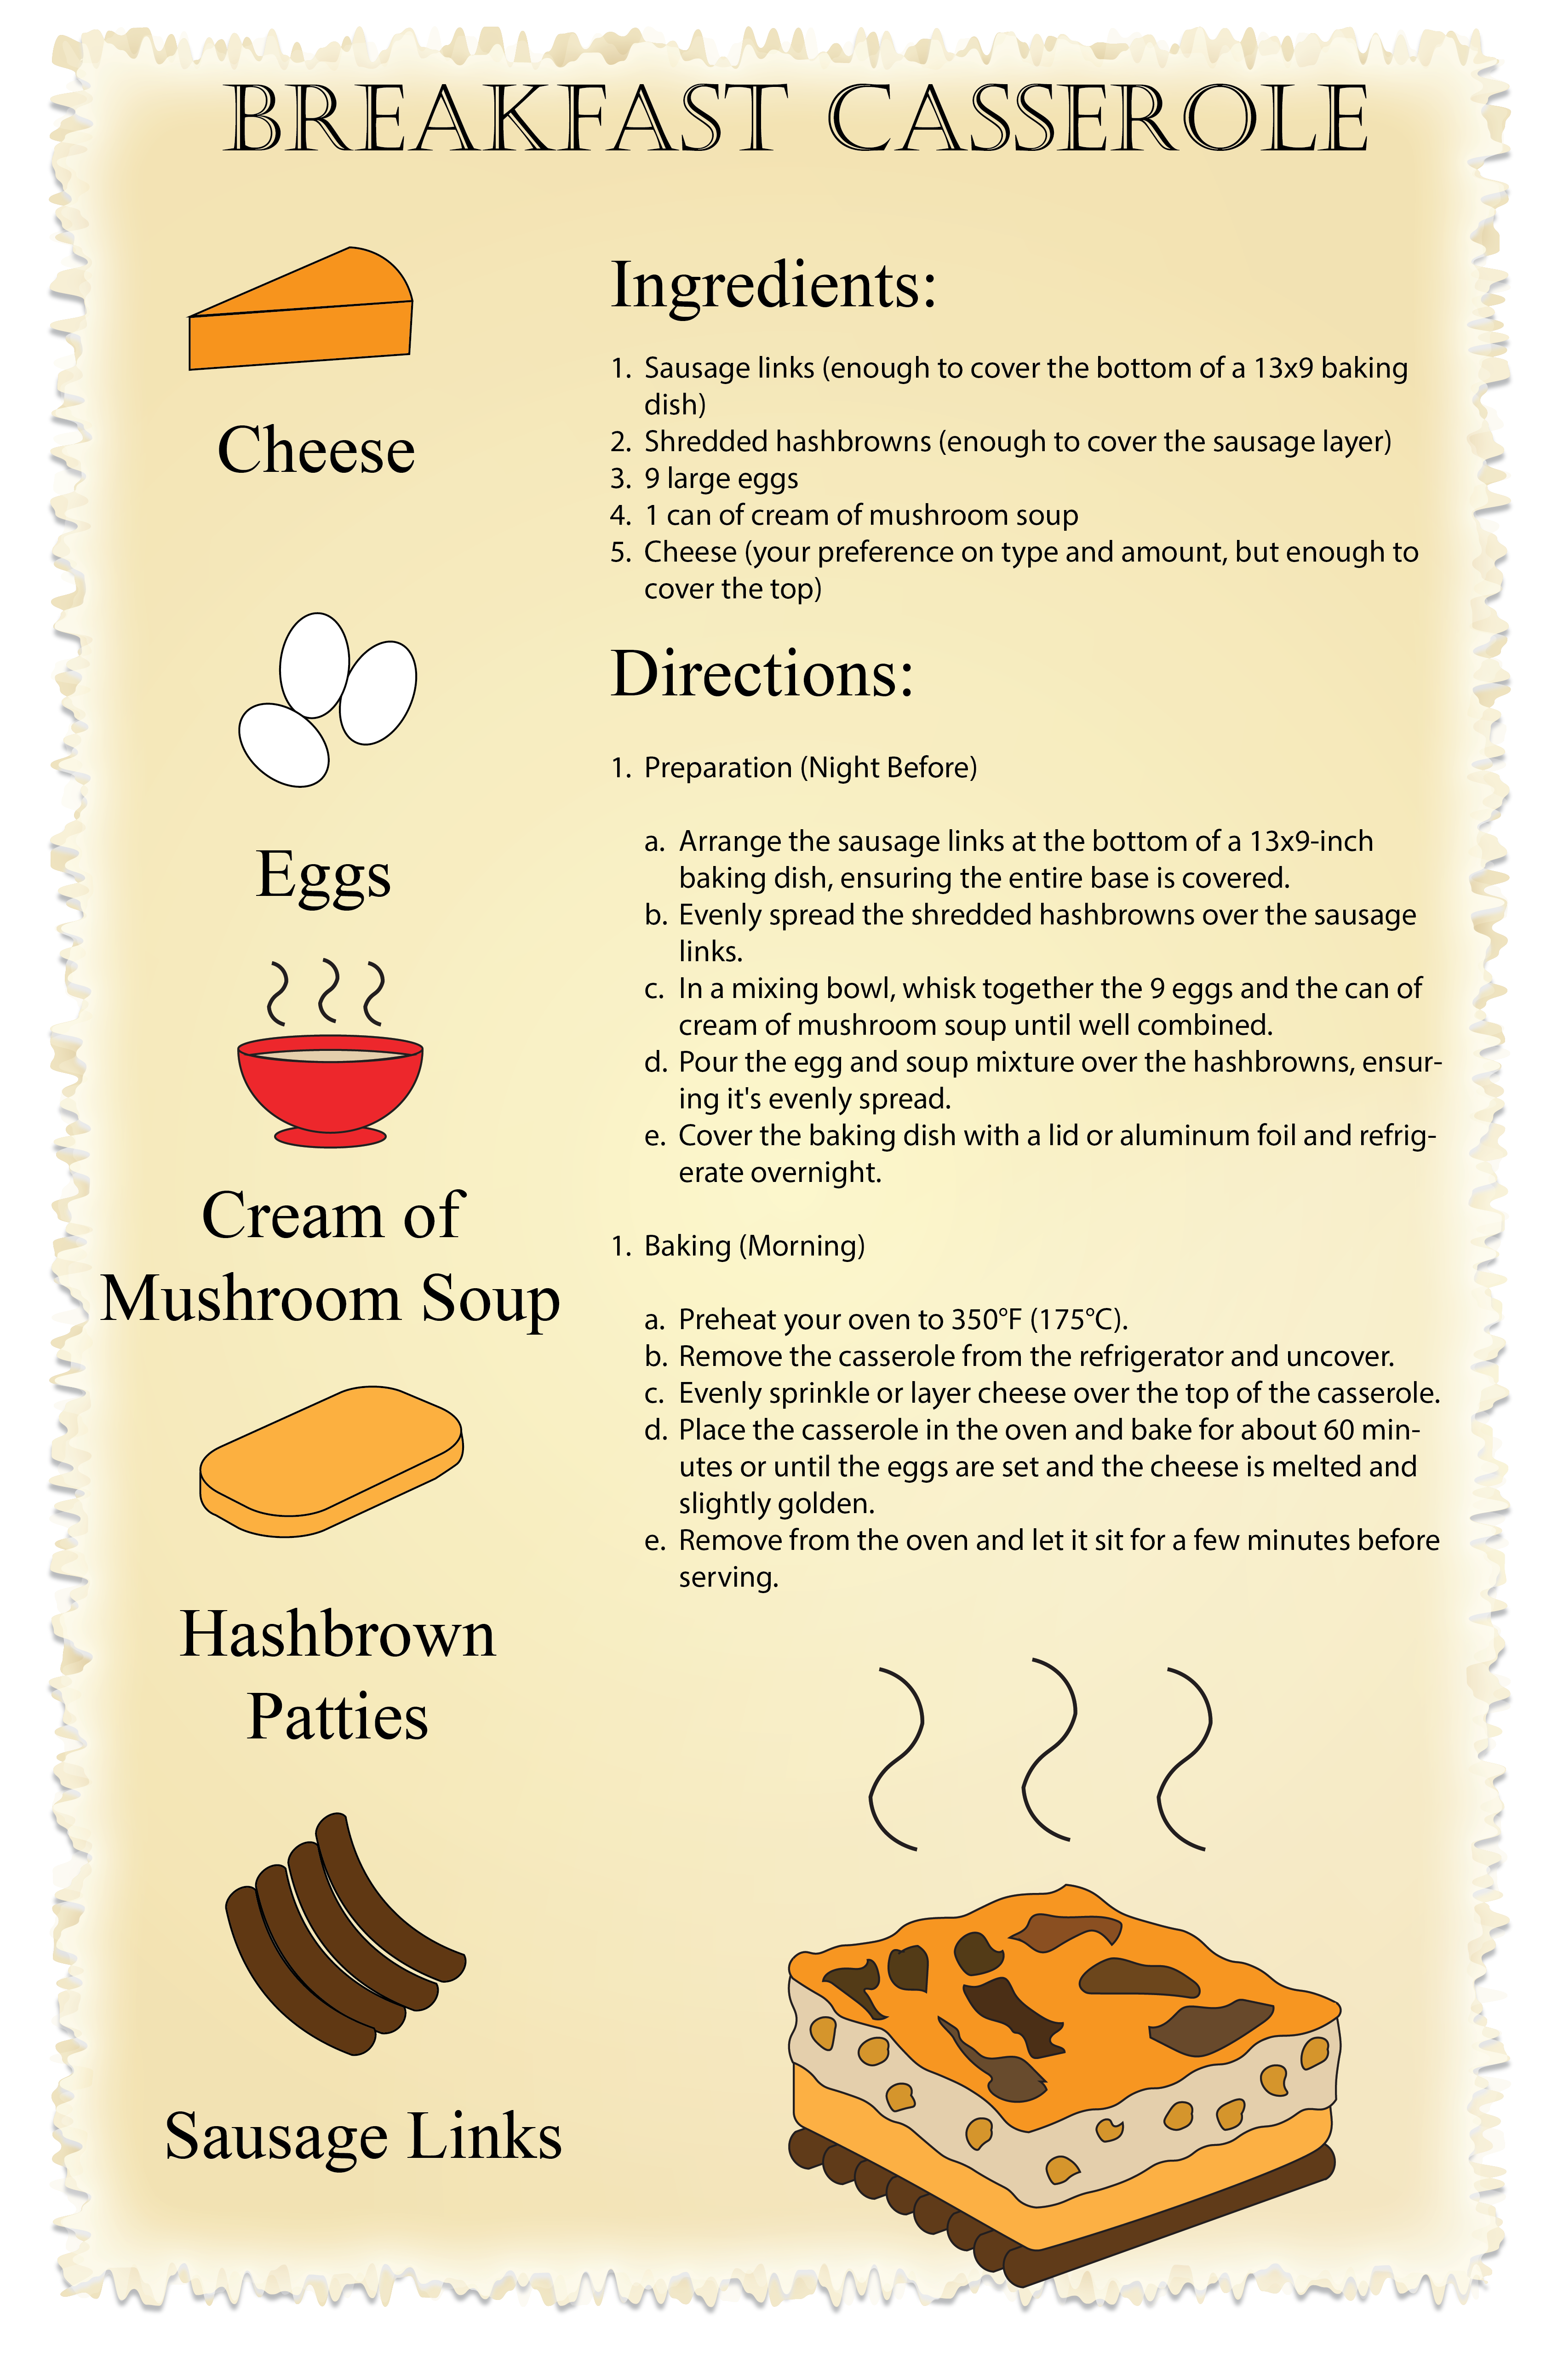 BREAKFAST CASSEROLE
Cheese
Eggs
Cream of
Mushroom Soup
Hashbrown
Patties
Sausage Links
Ingredients:
1. Sausage links (enough to cover the bottom of a 13x9 baking
dish)
2. Shredded hashbrowns (enough to cover the sausage layer)
3. 9 large eggs
4. 1 can of cream of mushroom soup
5. Cheese (your preference on type and amount, but enough to
cover the top)
Directions:
1. Preparation (Night Before)
a. Arrange the sausage links at the bottom of a 13x9-inch
baking dish, ensuring the entire base is covered.
b. Evenly spread the shredded hashbrowns over the sausage
links.
c. In a mixing bowl, whisk together the 9 eggs and the can of
cream of mushroom soup until well combined.
d. Pour the egg and soup mixture over the hashbrowns, ensur-
ing it's evenly spread.
e. Cover the baking dish with a lid or aluminum foil and refrig-
erate overnight.
1. Baking (Morning)
a. Preheat your oven to 350°F (175°C).
b. Remove the casserole from the refrigerator and uncover.
c. Evenly sprinkle or layer cheese over the top of the casserole.
d. Place the casserole in the oven and bake for about 60 min-
utes or until the eggs are set and the cheese is melted and
slightly golden.
e. Remove from the oven and let it sit for a few minutes before
serving.